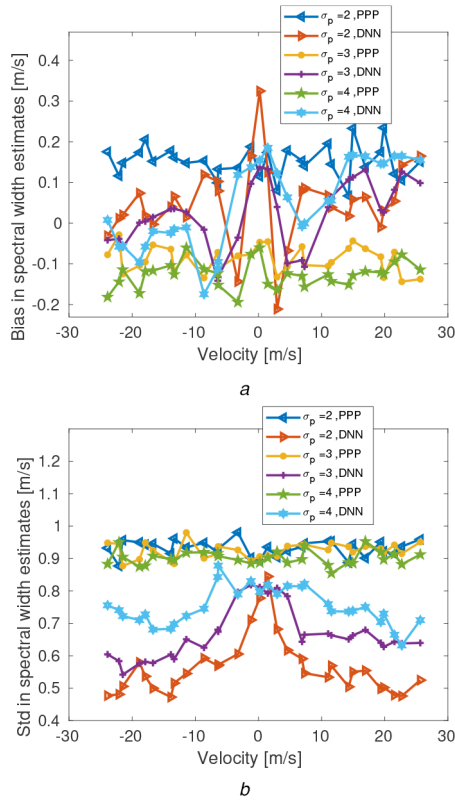 a
σp =2 ,PPP
σp =2, DNN
σp =3 ,PPP
σp =3, DNN
σp =4 ,PPP
σp =4, DNN
Bias in spectral width estimates [m/s]
0.4
0.3
0.2
0.1
0
-0.1
-0.2
-30 -20 -10 0 10 20 30
Velocity [m/s]
a
σp =2 ,PPP
σp =2, DNN
σp =3 ,PPP
σp =3, DNN
σp =4 ,PPP
σp =4, DNN
Std in spectral width estimates [m/s]
1.3
1.2
1.1
1
0.9
0.8
0.7
0.6
0.5
0.4
-30 -20 -10 0 10 20 30
Velocity [m/s]
b